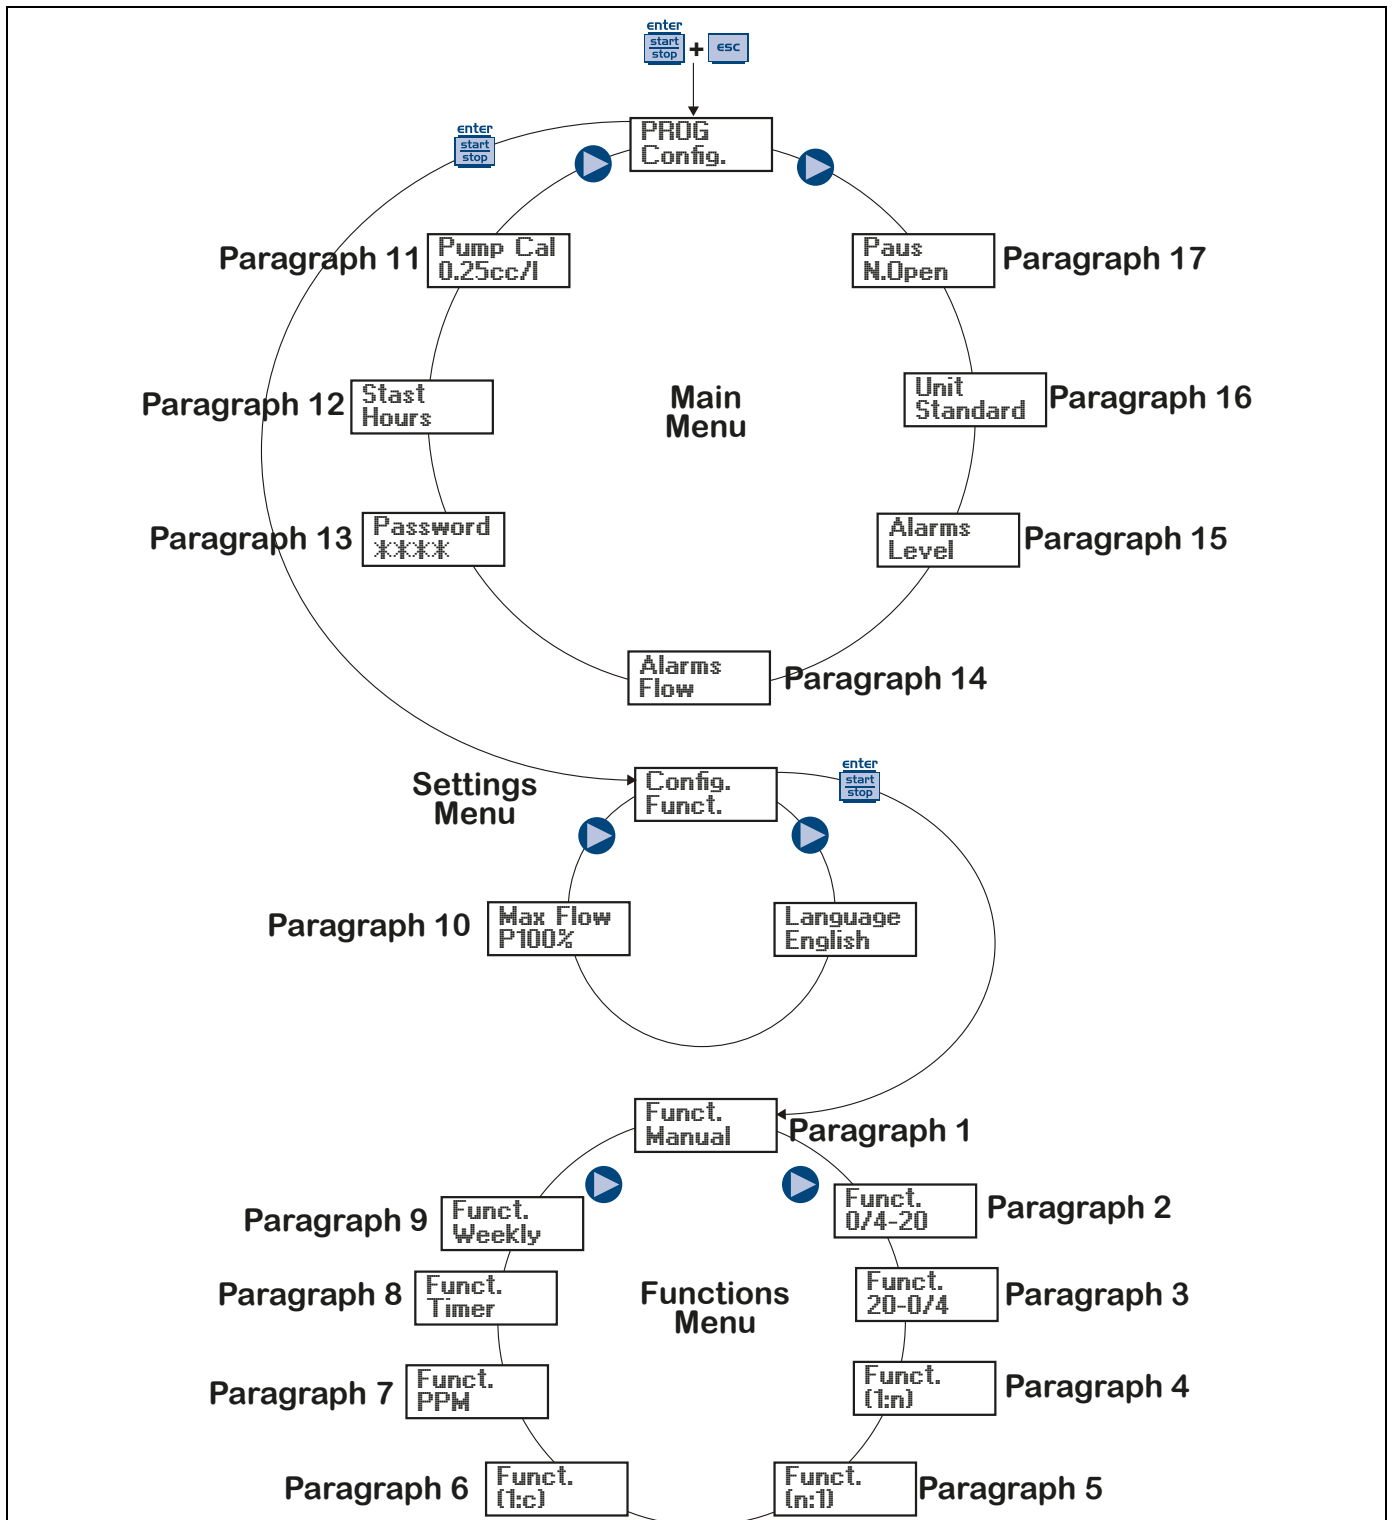 enter
start
stop
+
esc
PROG
Config.
enter
start
stop
Paragraph 11
Pump Cal
0.25cc/l
Paus
N.Open
Paragraph 17
Paragraph 12
Stast
Hours
Main
Menu
Unit
Standard
Paragraph 16
Paragraph 13
Password
****
Alarms
Level
Paragraph 15
Alarms
Flow
Paragraph 14
Settings
Menu
Config.
Funct.
enter
start
stop
Paragraph 10
Max Flow
P100%
Language
English
Funct.
Manual
Paragraph 1
Paragraph 9
Funct.
Weekly
Funct.
0/4-20
Paragraph 2
Paragraph 8
Funct.
Timer
Functions
Menu
Funct.
20-0/4
Paragraph 3
Paragraph 7
Funct.
PPM
Funct.
(1:n)
Paragraph 4
Paragraph 6
Funct.
(1:c)
Funct.
(n:1)
Paragraph 5